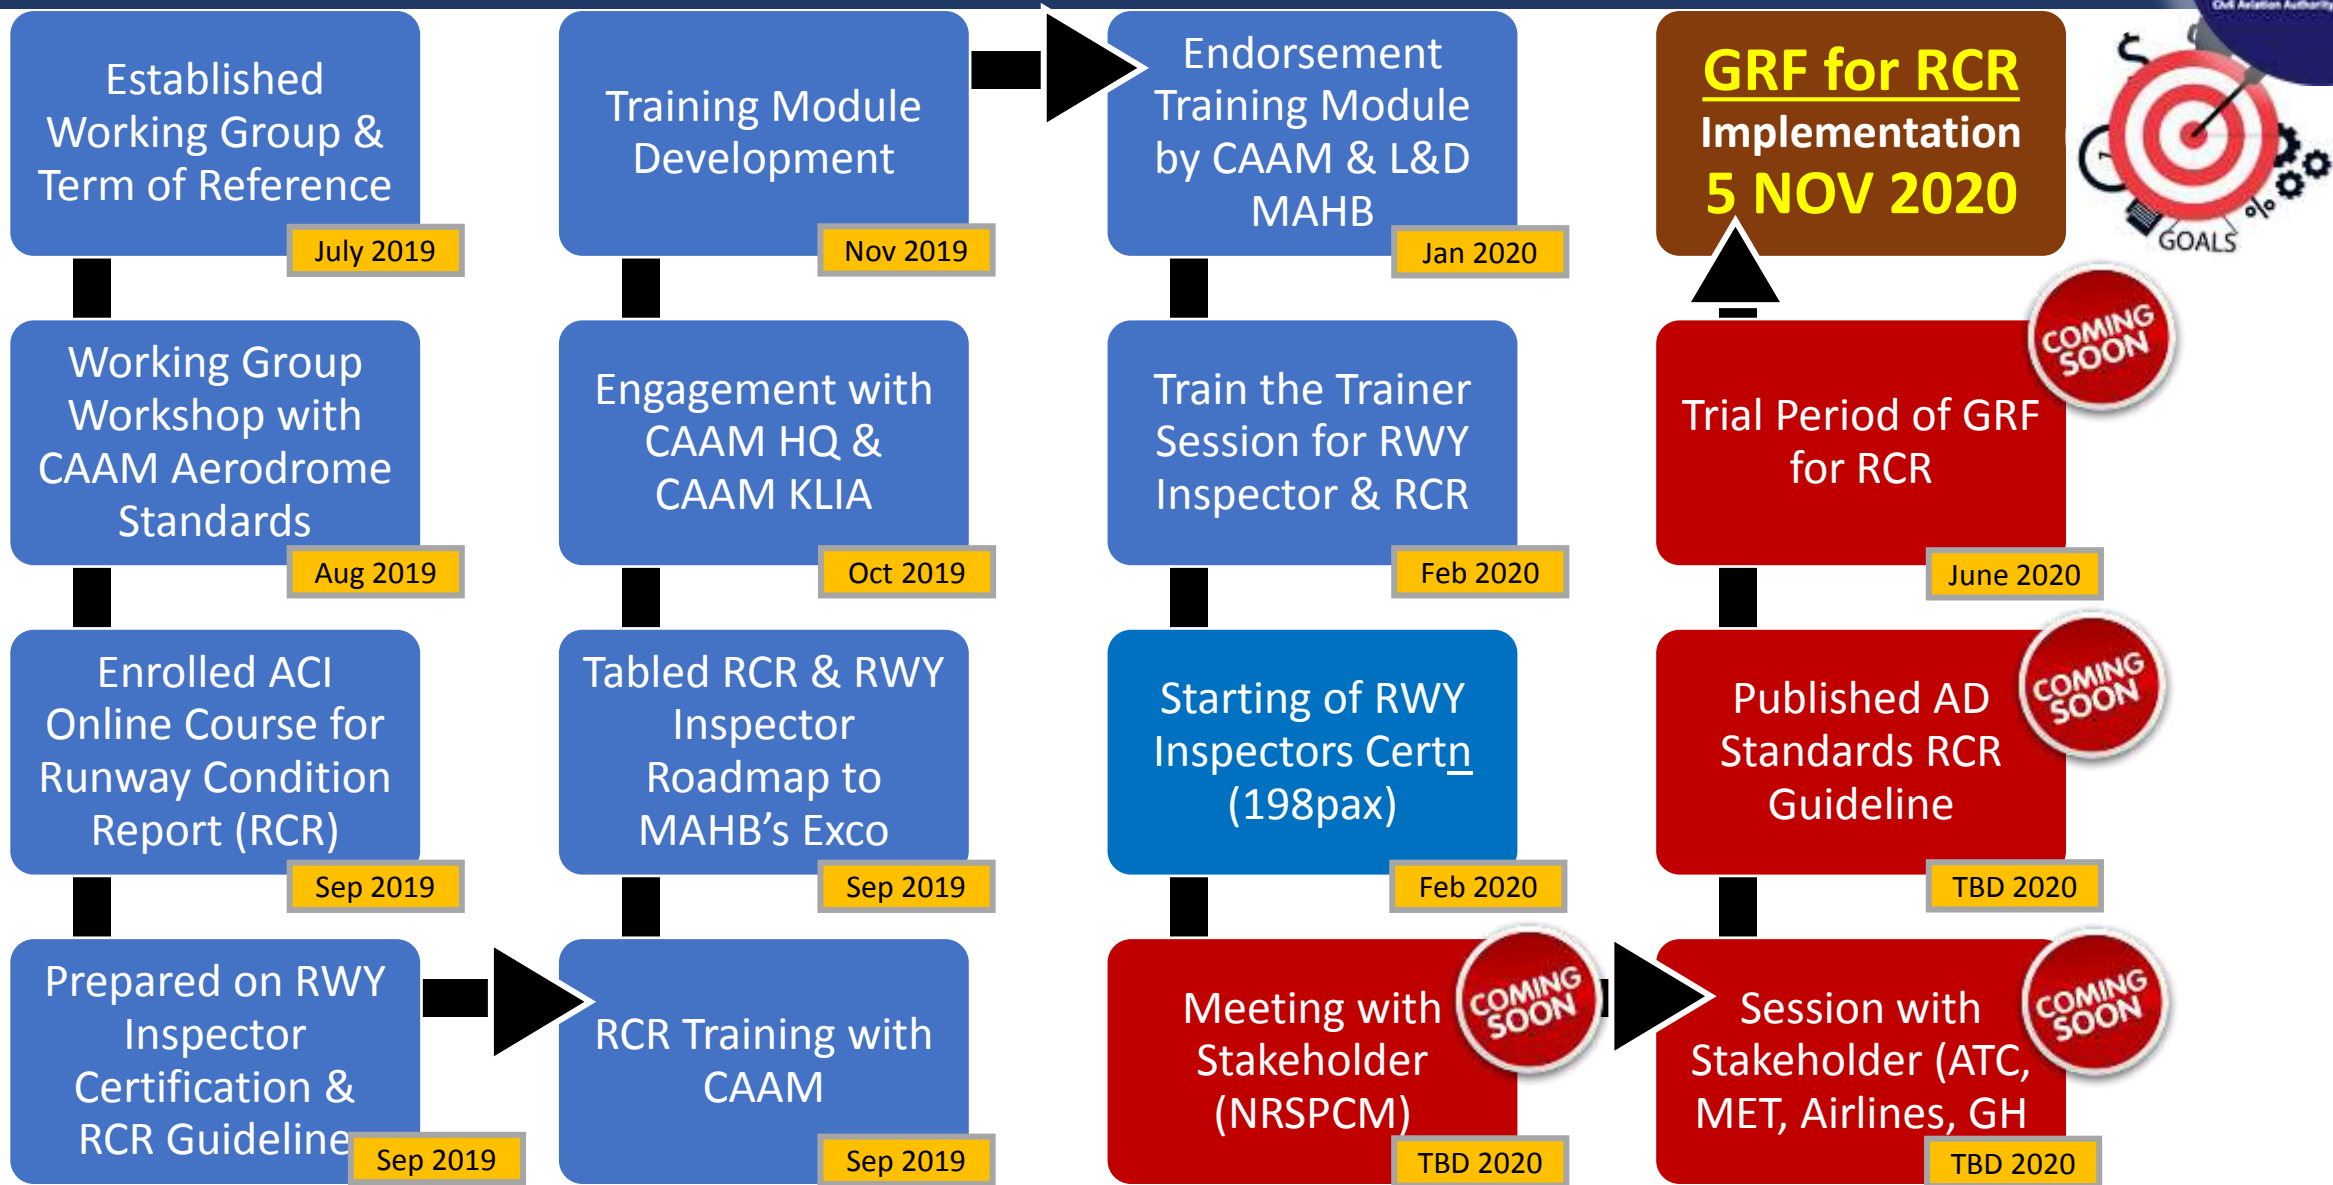 Civil Aviation Authority
Established
Working Group &
Term of Reference
July 2019
Working Group
Workshop with
CAAM Aerodrome
Standards
Aug 2019
Enrolled ACI
Online Course for
Runway Condition
Report (RCR)
Sep 2019
Prepared on RWY
Inspector
Certification &
RCR Guideline
Sep 2019
RCR Training with
CAAM
Sep 2019
Tabled RCR & RWY
Inspector
Roadmap to
MAHB’s Exco
Sep 2019
Engagement with
CAAM HQ &
CAAM KLIA
Oct 2019
Training Module
Development
Nov 2019
Endorsement
Training Module
by CAAM & L&D
MAHB
Jan 2020
Train the Trainer
Session for RWY
Inspector & RCR
Feb 2020
Starting of RWY
Inspectors Certn
(198pax)
Feb 2020
Meeting with
Stakeholder
(NRSPCM)
COMING
SOON
TBD 2020
Session with
Stakeholder (ATC,
MET, Airlines, GH
COMING
SOON
TBD 2020
Published AD
Standards RCR
Guideline
COMING
SOON
TBD 2020
Trial Period of GRF
for RCR
COMING
SOON
June 2020
GRF for RCR
Implementation
5 NOV 2020
%
GOALS